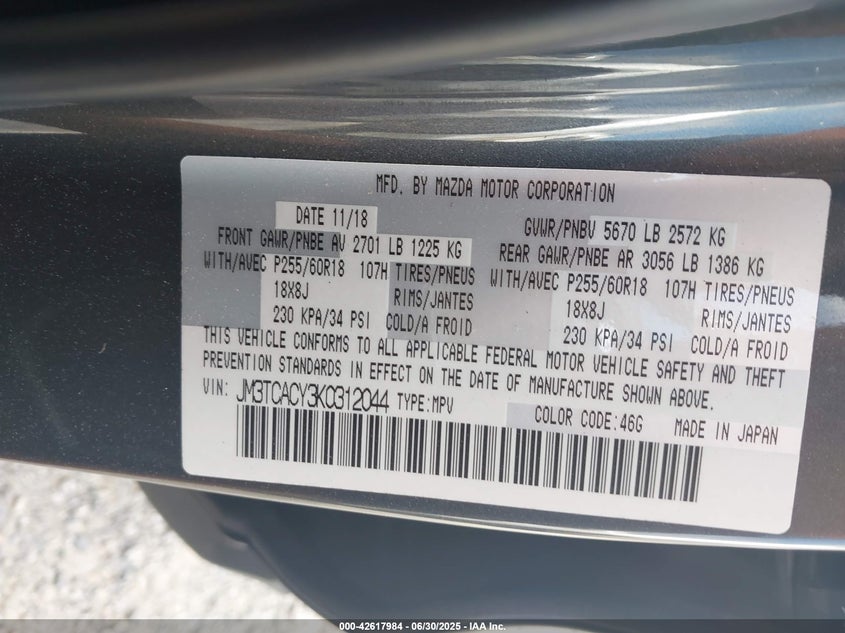 MFD. BY MAZDA MOTOR CORPORATION
DATE 11/18 GVWR/PNBV 5670 LB 2572 KG
FRONT GAWR/PNBE AV 2701 LB 1225 KG REAR GAWR/PNBE AR 3056 LB 1386 KG
WITH/AVEC P255/60R18 107H TIRES/PNEUS WITH/AVEC P255/60R18 107H TIRES/PNEUS
18X8J RIMS/JANTES 18X8J RIMS/JANTES
230 KPA/34 PSI COLD/A FROID 230 KPA/34 PSI COLD/A FROID
THIS VEHICLE CONFORMS TO ALL APPLICABLE FEDERAL MOTOR VEHICLE SAFETY AND THEFT
PREVENTION STANDARDS IN EFFECT ON THE DATE OF MANUFACTURE SHOWN ABOVE.
VIN: JM3TCACY3K0312044 TYPE:MPV
COLOR CODE:46G MADE IN JAPAN
000-42617984 - 06/30/2025 - IAA Inc.